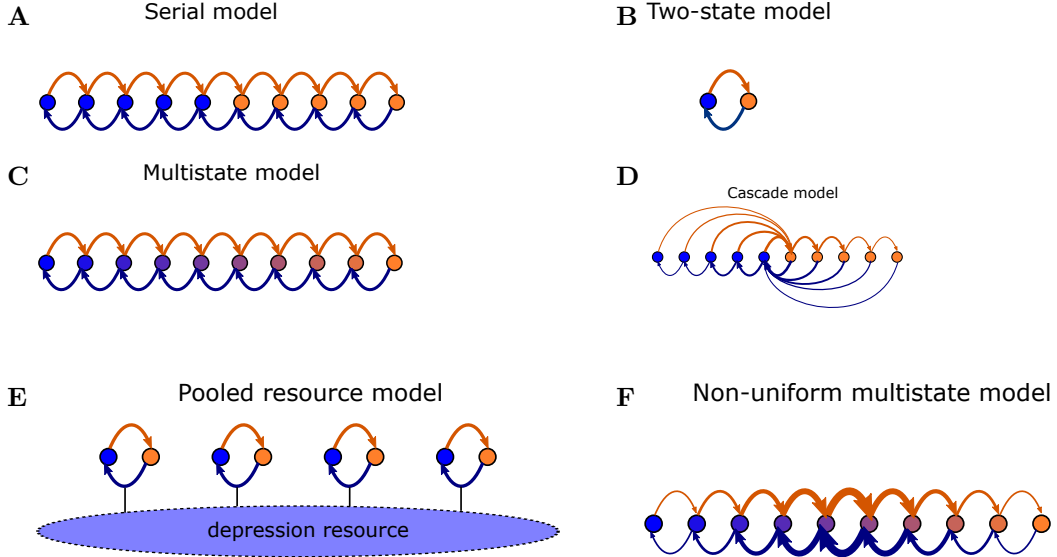 A Serial model
B Two-state model
C Multistate model
D Cascade model
E Pooled resource model
depression resource
F Non-uniform multistate model